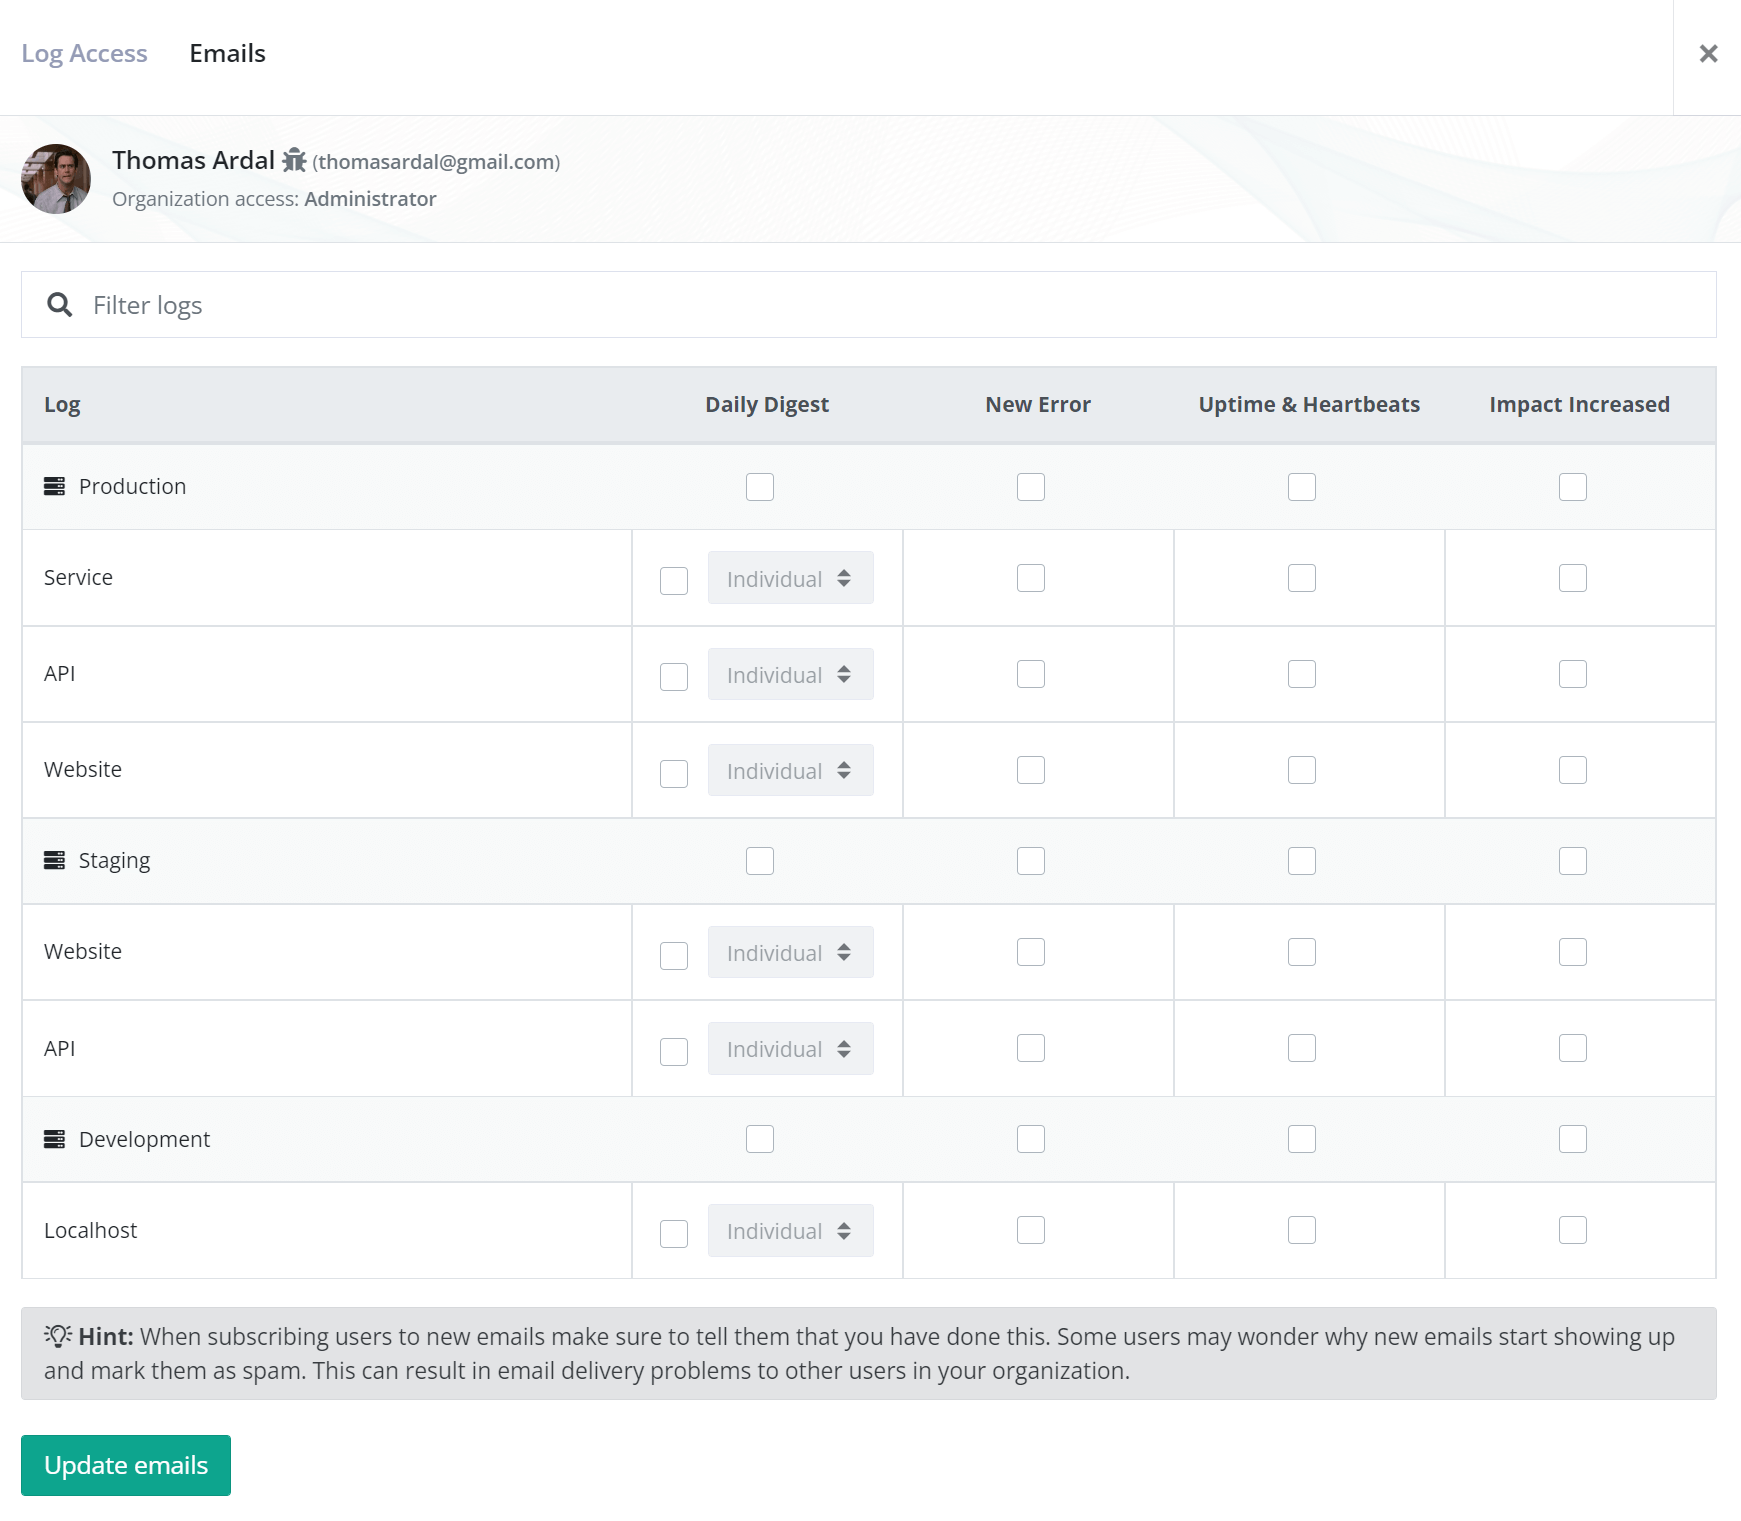 Log Access Emails
Thomas Ardal (thomasardal@gmail.com)
Organization access: Administrator
Filter logs
Log Daily Digest New Error Uptime & Heartbeats Impact Increased
Production
Service Individual
API Individual
Website Individual
Staging
Website Individual
API Individual
Development
Localhost Individual
Hint: When subscribing users to new emails make sure to tell them that you have done this. Some users may wonder why new emails start showing up
and mark them as spam. This can result in email delivery problems to other users in your organization.
Update emails